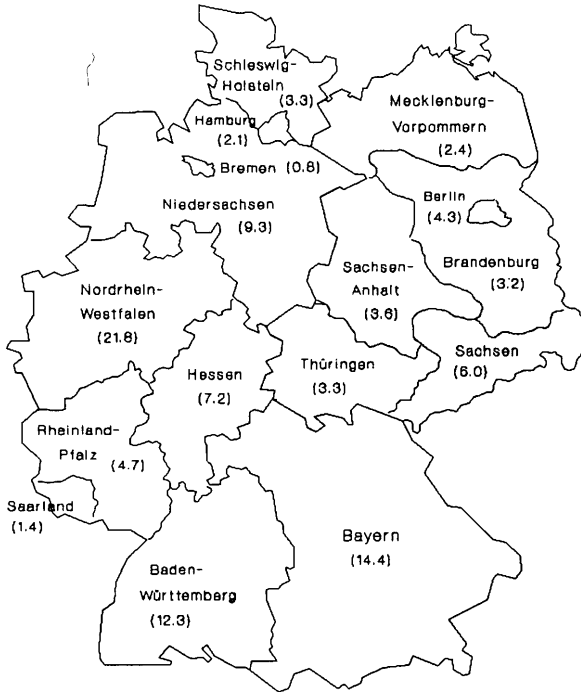 Schleswig-
Holstein
(3.3)
Hamburg
(2.1)
Mecklenburg-
Vorpommern
(2.4)
Bremen (0.8)
Niedersachsen
(9.3)
Berlin
(4.3)
Brandenburg
(3.2)
Sachsen-
Anhalt
(3.6)
Nordrhein-
Westfalen
(21.8)
Hessen
(7.2)
Thüringen
(3.3)
Sachsen
(6.0)
Rheinland-
Pfalz
(4.7)
Saarland
(1.4)
Bayern
(14.4)
Baden-
Württemberg
(12.3)